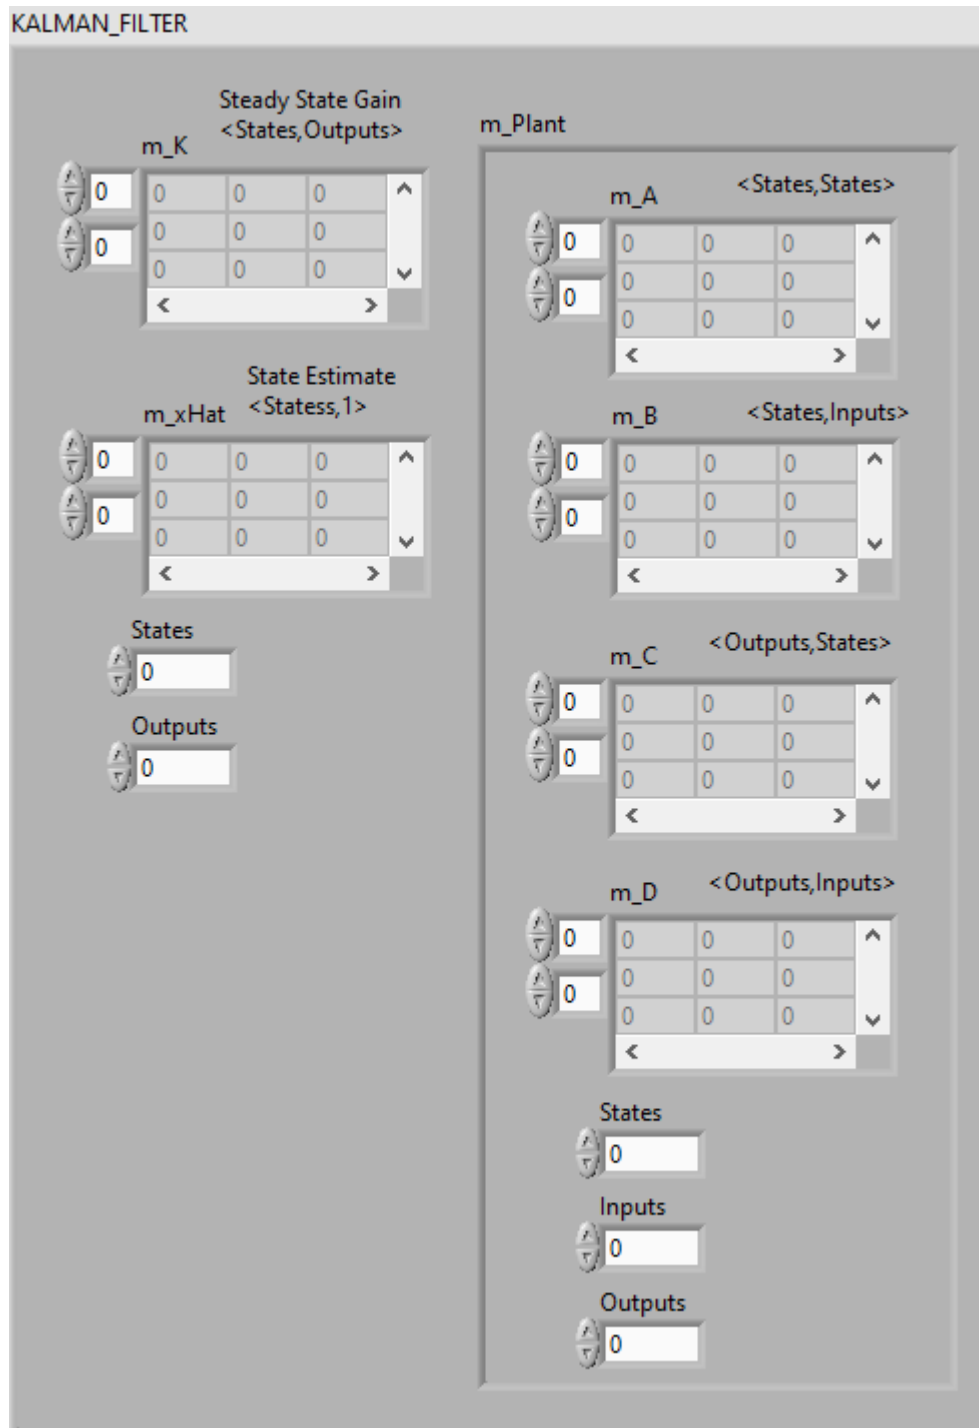 KALMAN_FILTER
Steady State Gain
<States,Outputs>
m_K
0
0
0 0 0
0 0 0
0 0 0
State Estimate
<Statess,1>
m_xHat
0
0
0 0 0
0 0 0
0 0 0
States
0
Outputs
0
m_Plant
<States,States>
m_A
0
0
0 0 0
0 0 0
0 0 0
<States,Inputs>
m_B
0
0
0 0 0
0 0 0
0 0 0
<Outputs,States>
m_C
0
0
0 0 0
0 0 0
0 0 0
<Outputs,Inputs>
m_D
0
0
0 0 0
0 0 0
0 0 0
States
0
Inputs
0
Outputs
0